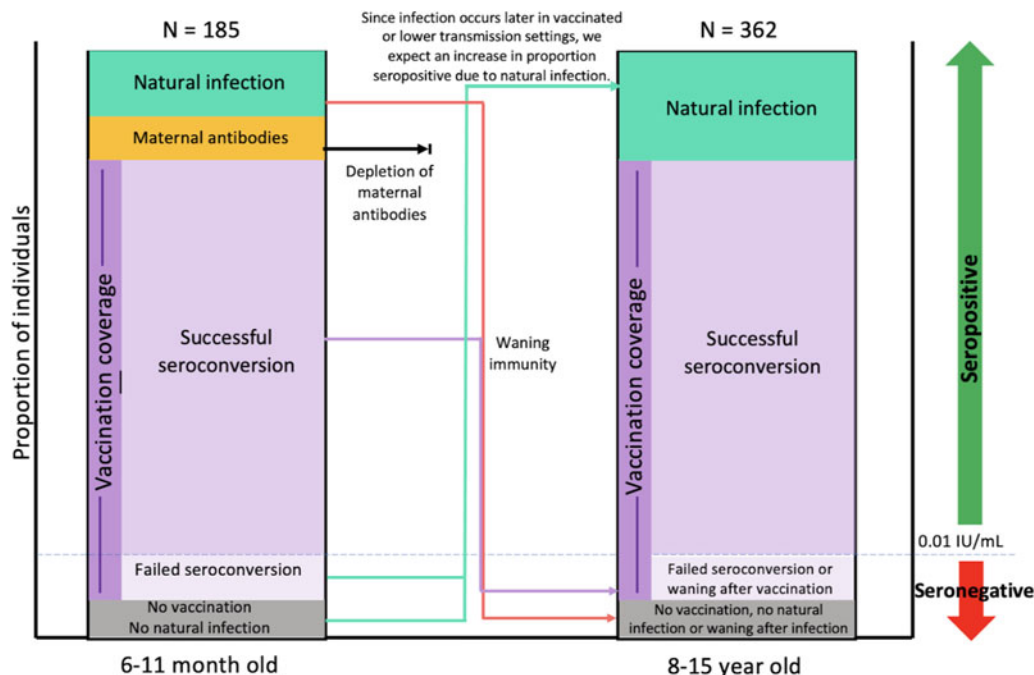 N = 185
Since infection occurs later in vaccinated
or lower transmission settings, we
expect an increase in proportion
seropositive due to natural infection.
N = 362
Proportion of individuals
Natural infection
Maternal antibodies
Vaccination coverage
Successful
seroconversion
Failed seroconversion
No vaccination
No natural infection
6-11 month old
Depletion of
maternal
antibodies
Waning
immunity
Natural infection
Vaccination coverage
Successful
seroconversion
Failed seroconversion or
waning after vaccination
No vaccination, no natural
infection or waning after infection
8-15 year old
Seropositive
0.01 IU/mL
Seronegative